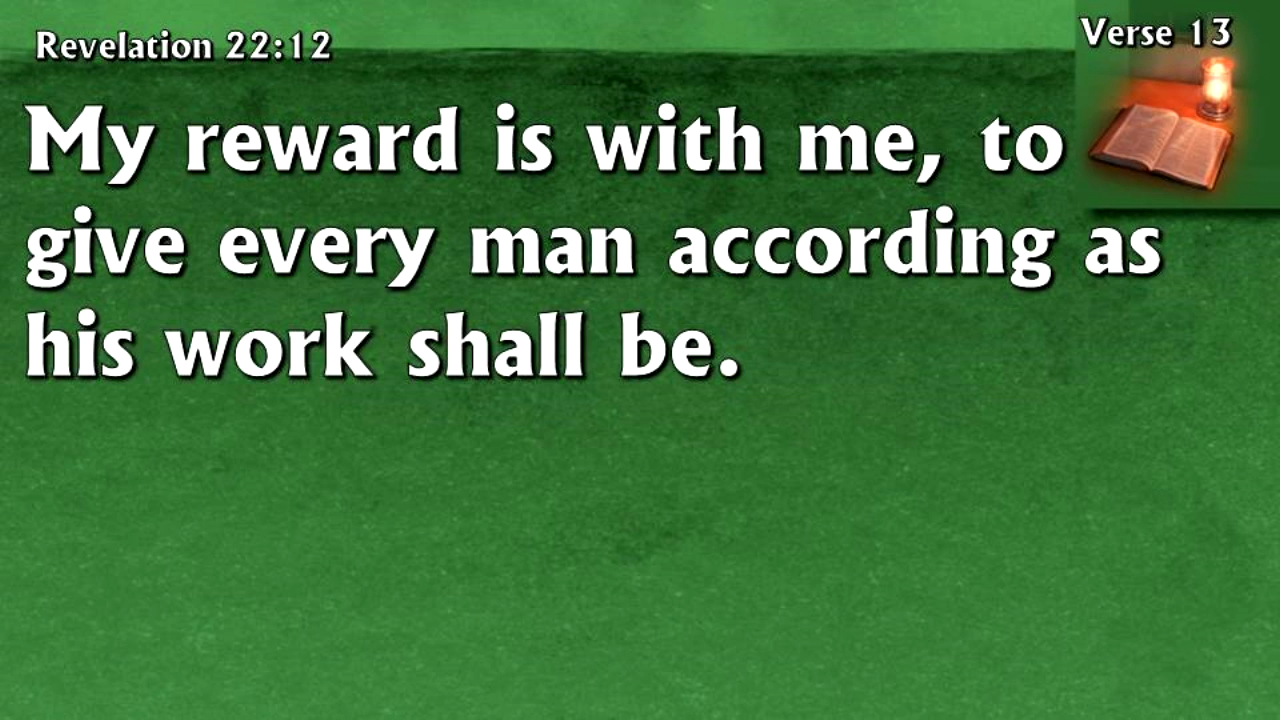 Revelation 22:12
Verse 13
My reward is with me, to
give every man according as
his work shall be.